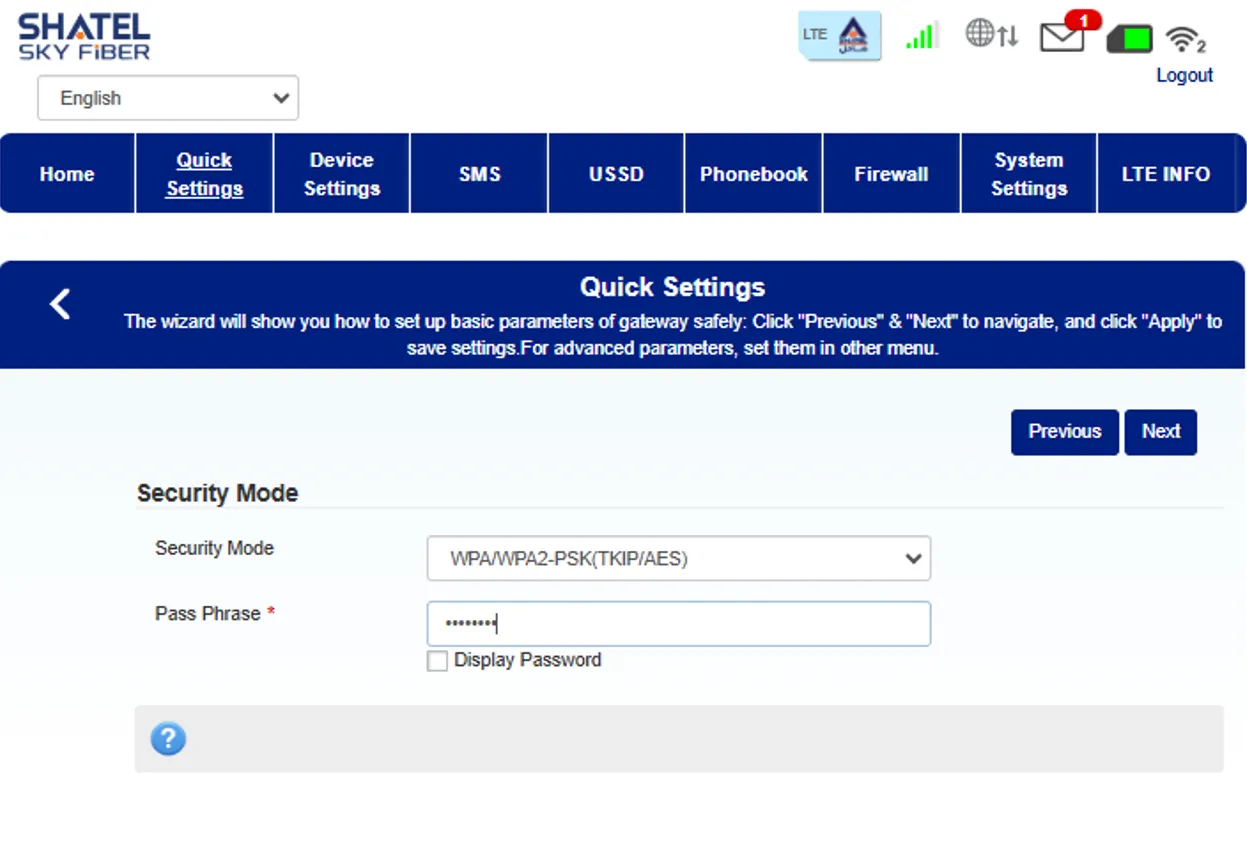 SHATEL
SKY FiBER
LTE
1
2
Logout
English
Home
Quick Settings
Device Settings
SMS
USSD
Phonebook
Firewall
System Settings
LTE INFO
Quick Settings
The wizard will show you how to set up basic parameters of gateway safely: Click "Previous" & "Next" to navigate, and click "Apply" to
save settings.For advanced parameters, set them in other menu.
Previous
Next
Security Mode
Security Mode
WPA/WPA2-PSK(TKIP/AES)
Pass Phrase *
••••••••
Display Password
?